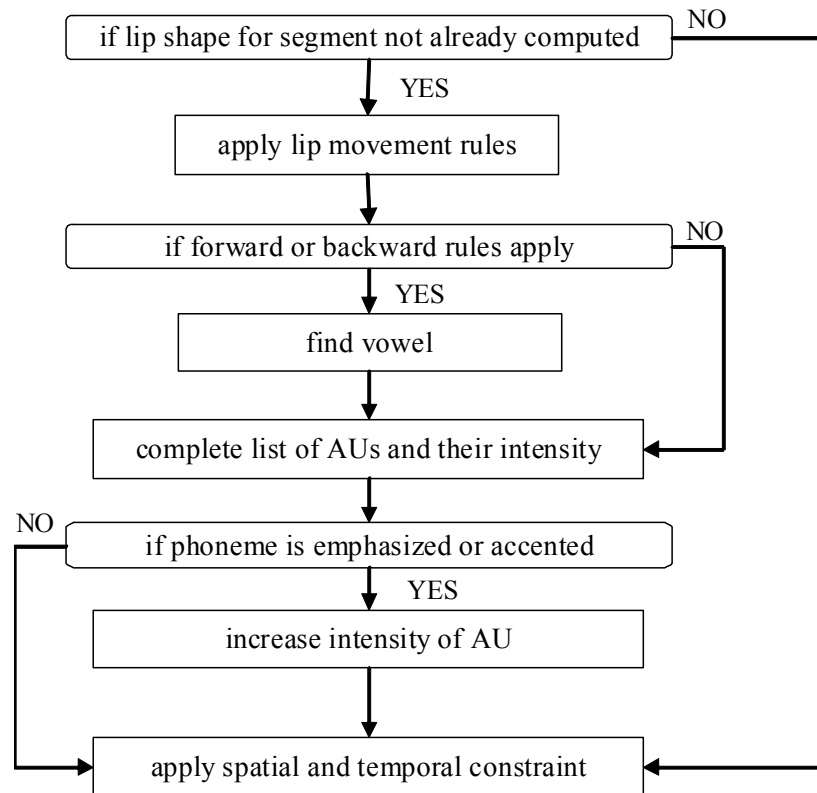 if lip shape for segment not already computed
NO
YES
apply lip movement rules
if forward or backward rules apply
NO
YES
find vowel
complete list of AUs and their intensity
NO
if phoneme is emphasized or accented
YES
increase intensity of AU
apply spatial and temporal constraint